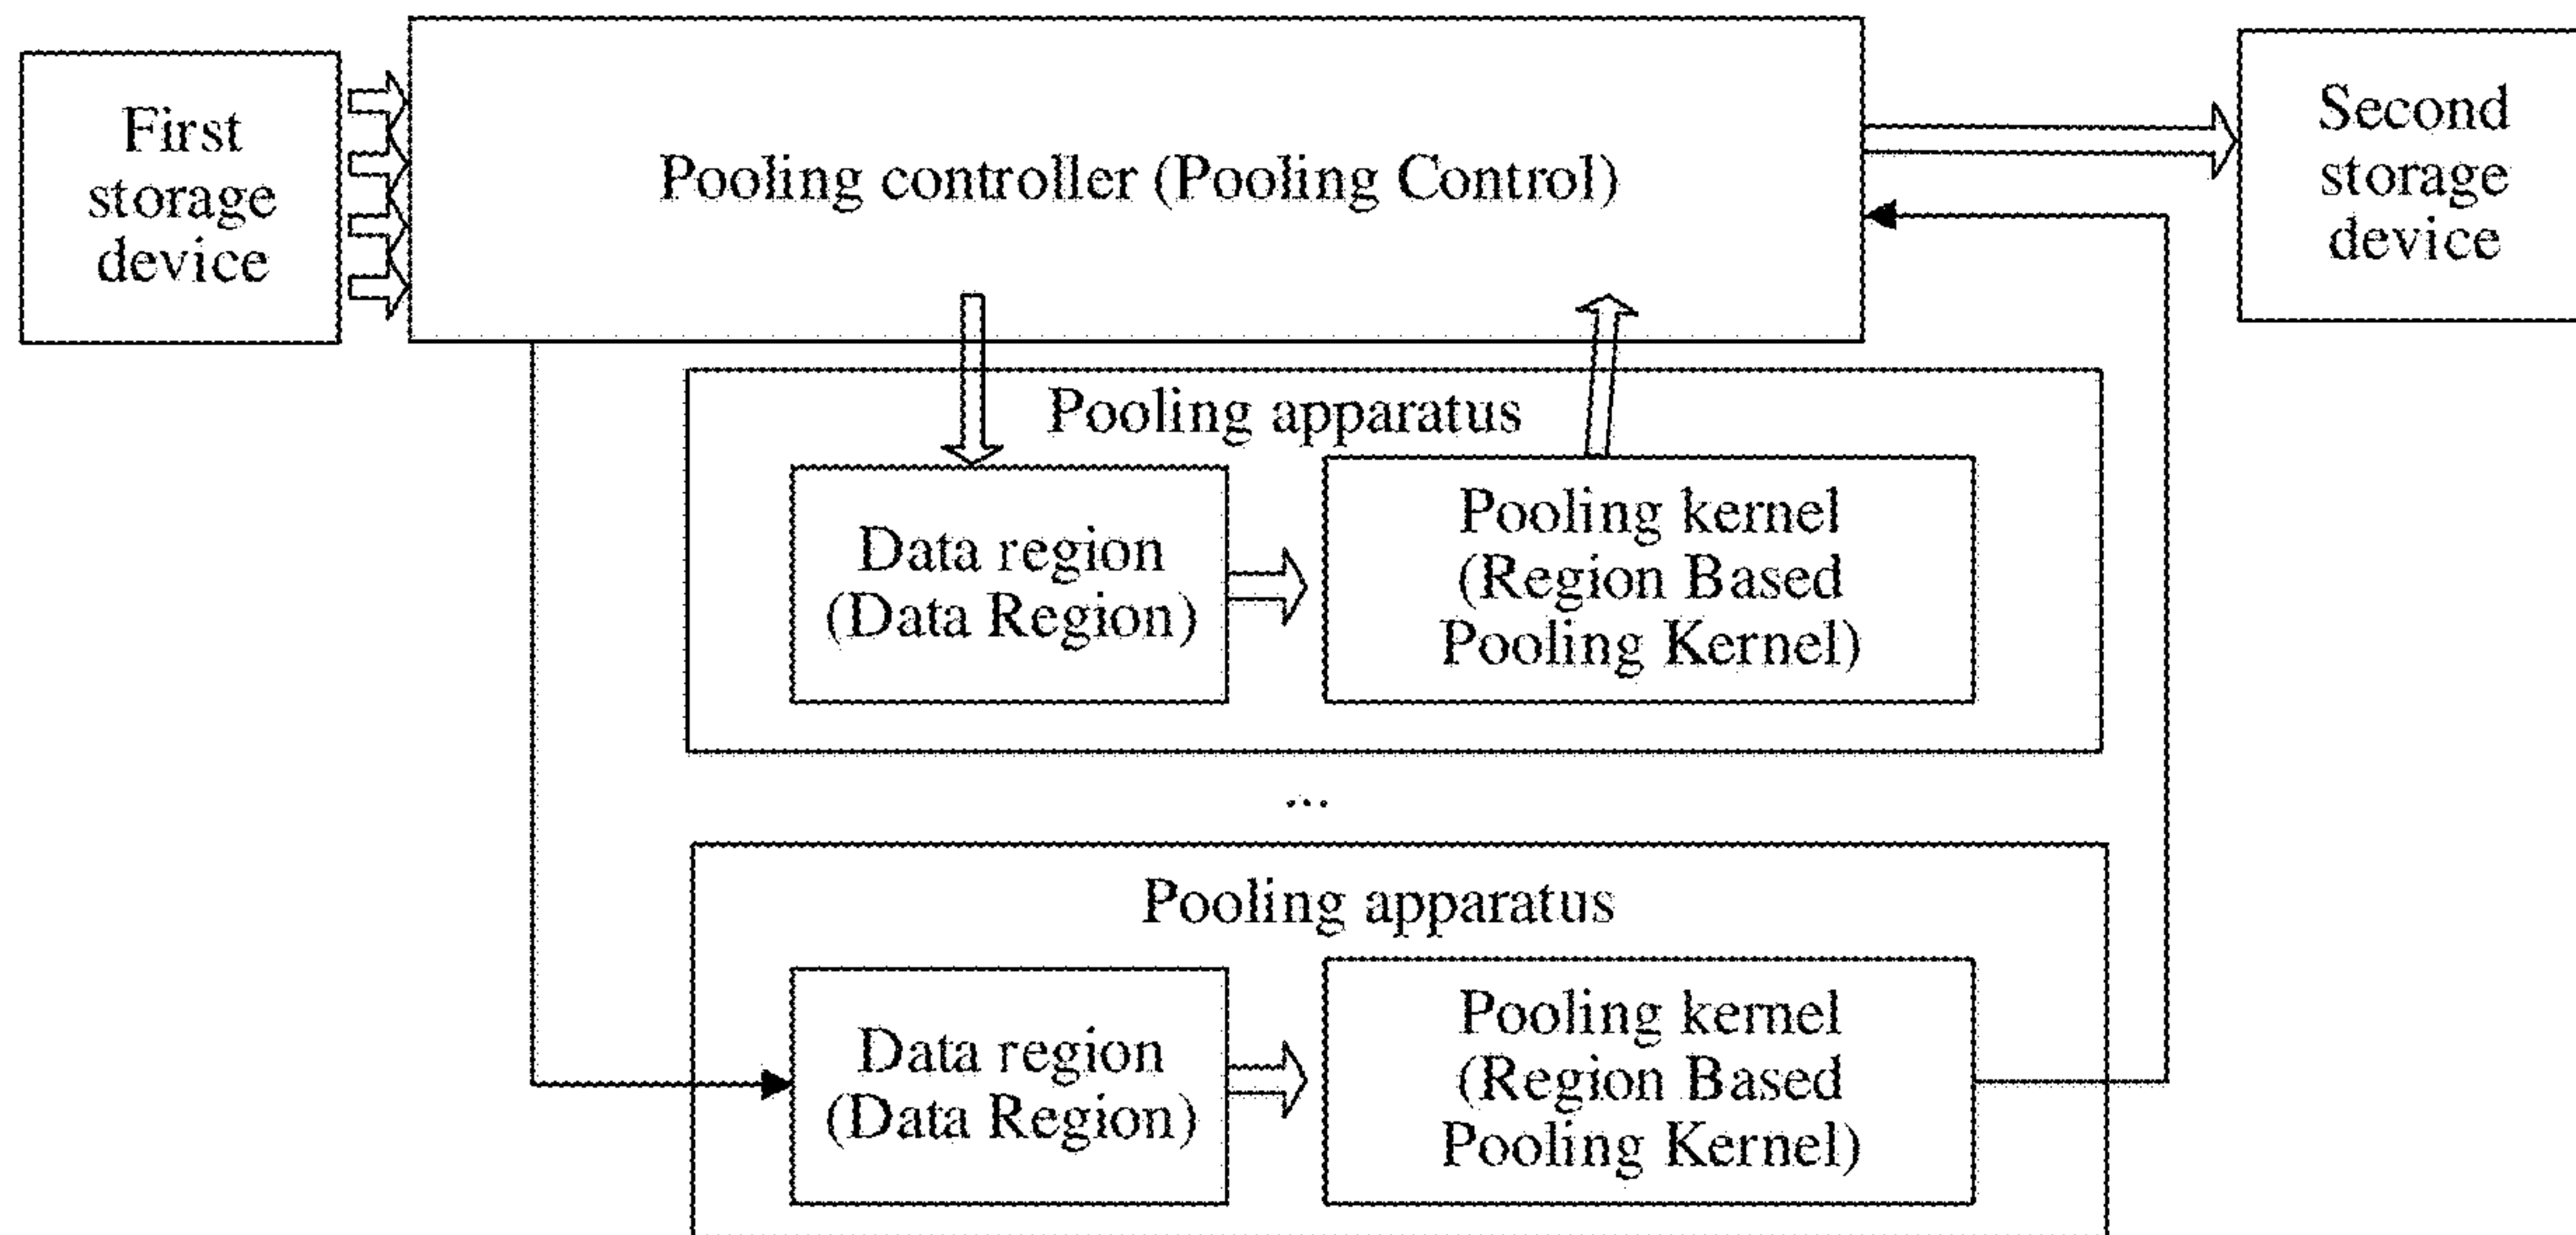 First
storage
device
Pooling controller (Pooling Control)
Second
storage
device
Pooling apparatus
Data region
(Data Region)
Pooling kernel
(Region Based
Pooling Kernel)
...
Pooling apparatus
Data region
(Data Region)
Pooling kernel
(Region Based
Pooling Kernel)